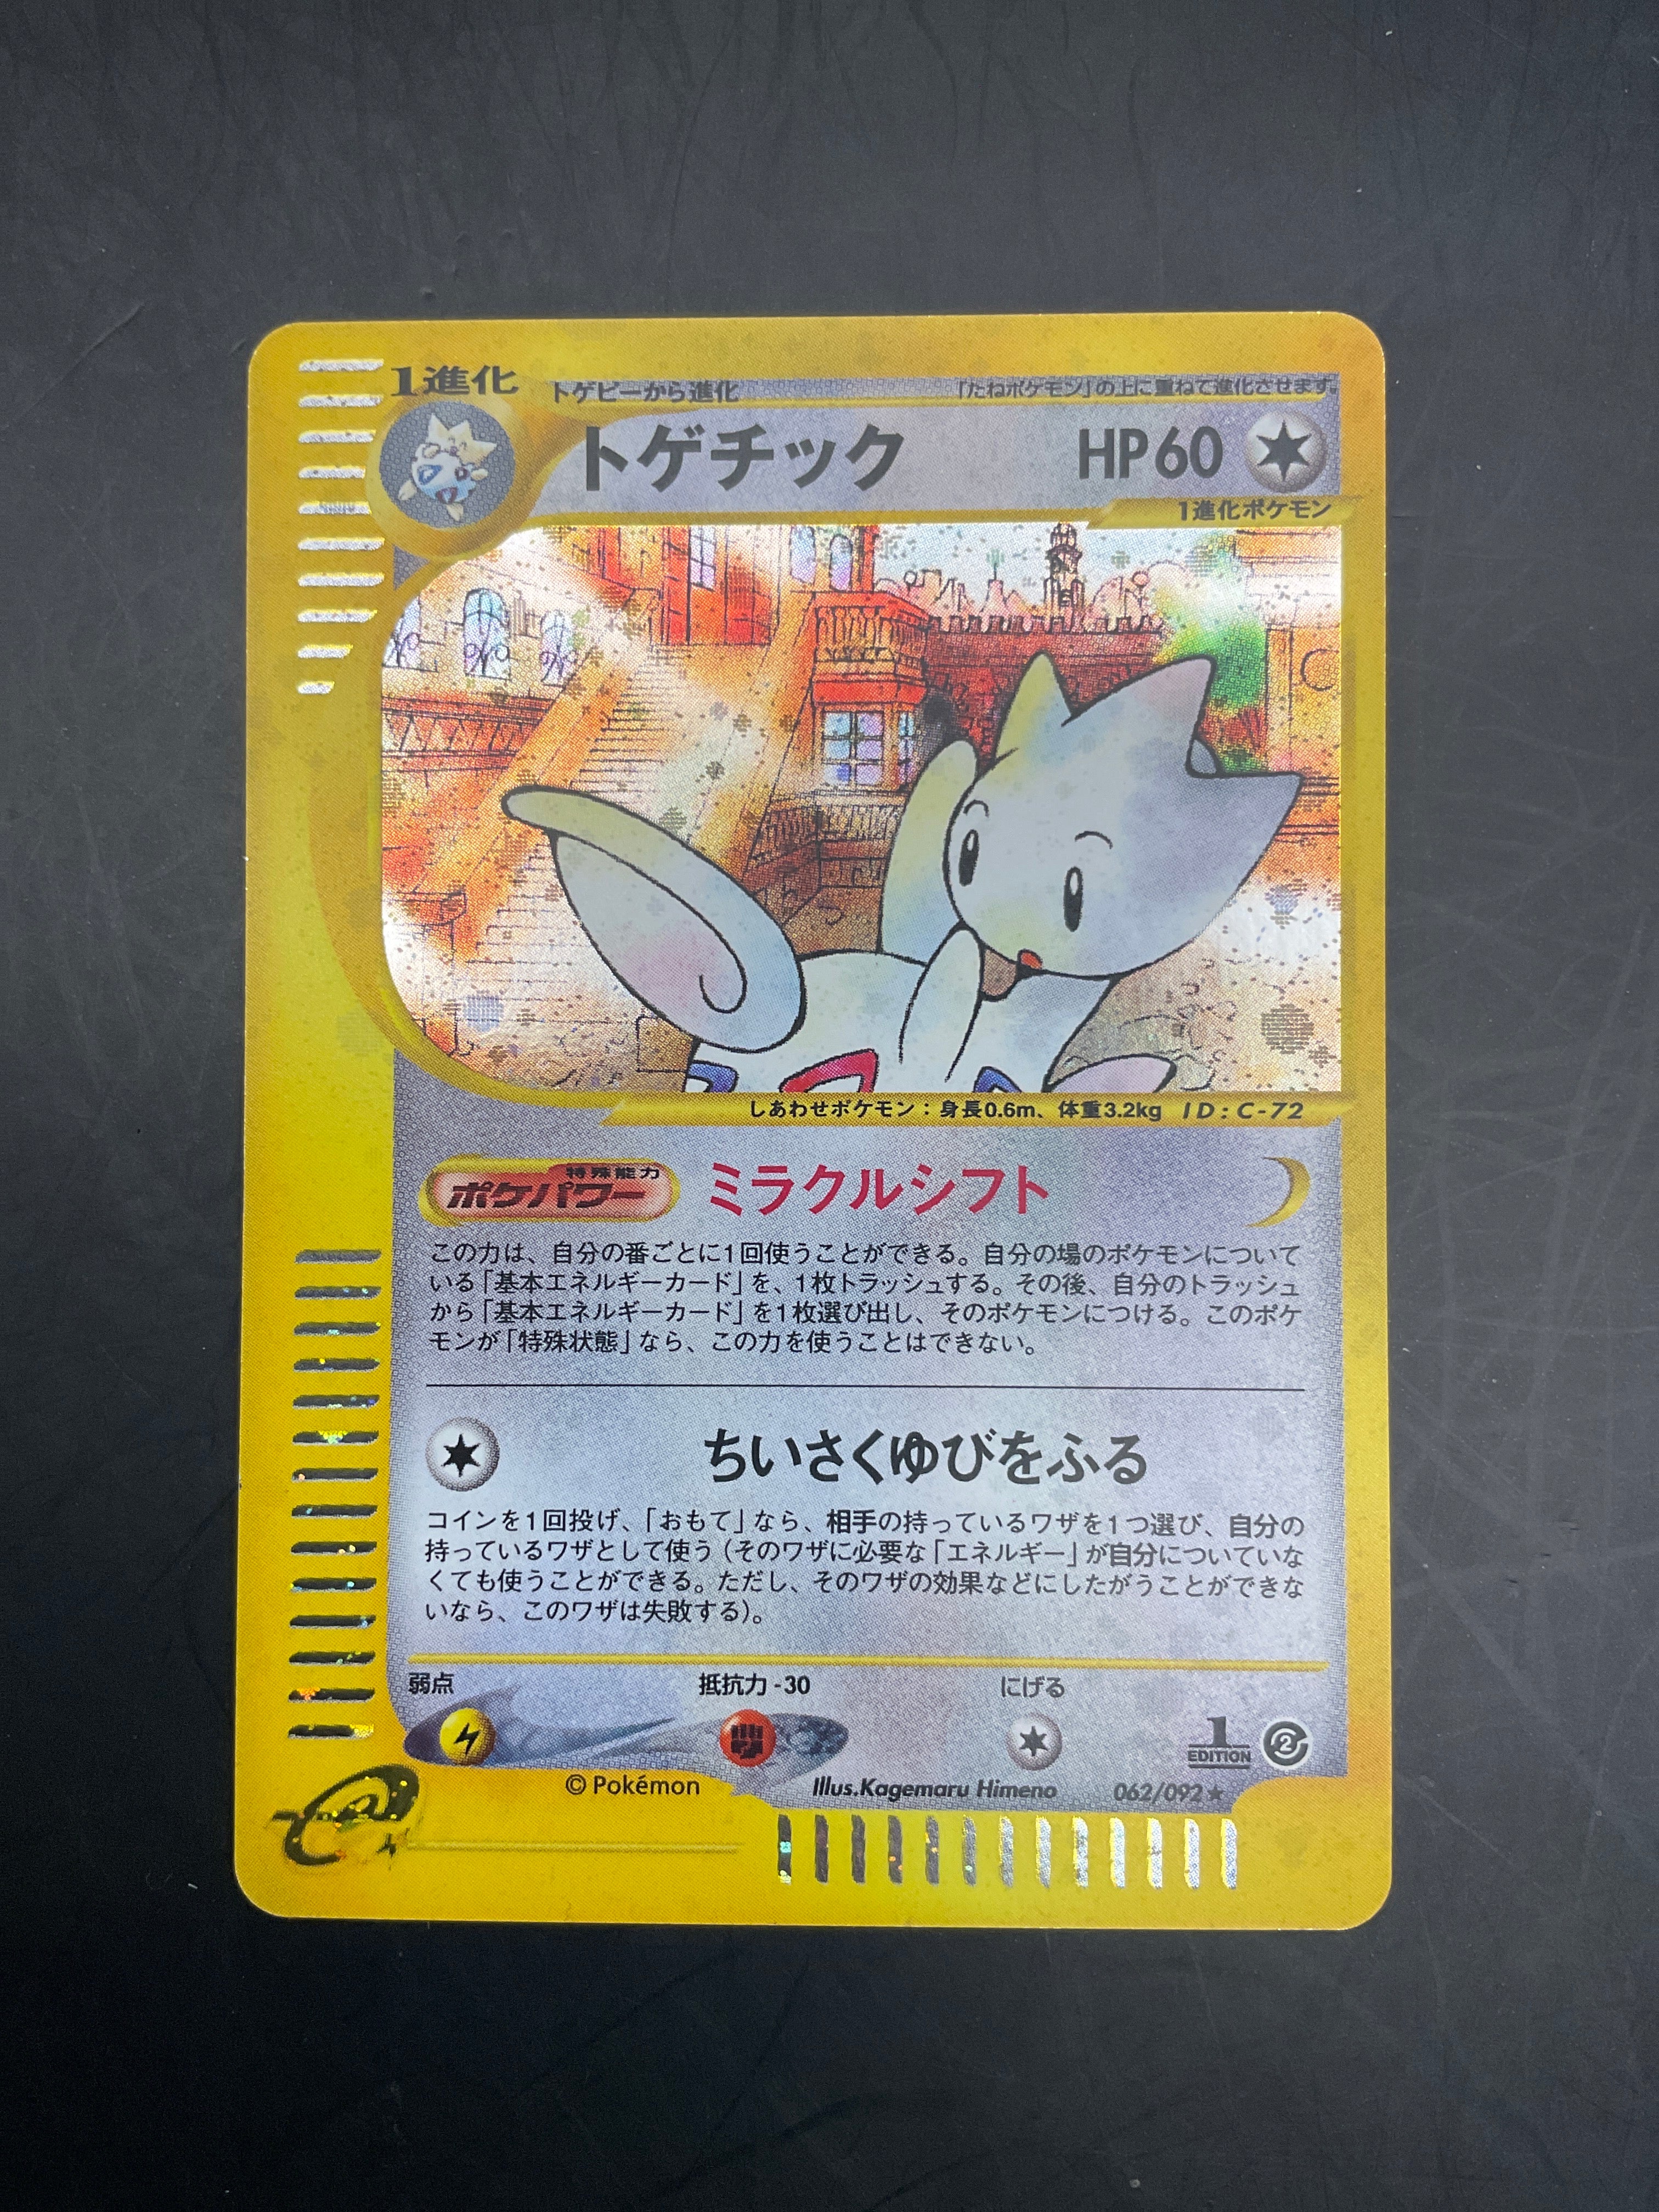 1進化
トゲピーから進化 「たねポケモン」の上に重ねて進化させます。
トゲチック HP60
1進化ポケモン
しあわせポケモン：身長0.6m、体重3.2kg ID:C-72
特殊能力
ポケパワー ミラクルシフト
この力は、自分の番ごとに1回使うことができる。自分の場のポケモンについて
いる「基本エネルギーカード」を、1枚トラッシュする。その後、自分のトラッシュ
から「基本エネルギーカード」を1枚選び出し、そのポケモンにつける。このポケ
モンが「特殊状態」なら、この力を使うことはできない。
ちいさくゆびをふる
コインを1回投げ、「おもて」なら、相手の持っているワザを1つ選び、自分の
持っているワザとして使う（そのワザに必要な「エネルギー」が自分についていな
くても使うことができる。ただし、そのワザの効果などにしたがうことができな
いなら、このワザは失敗する）。
弱点 抵抗力-30 にげる
1 EDITION 2
© Pokémon Illus.Kagemaru Himeno 062/092★
e